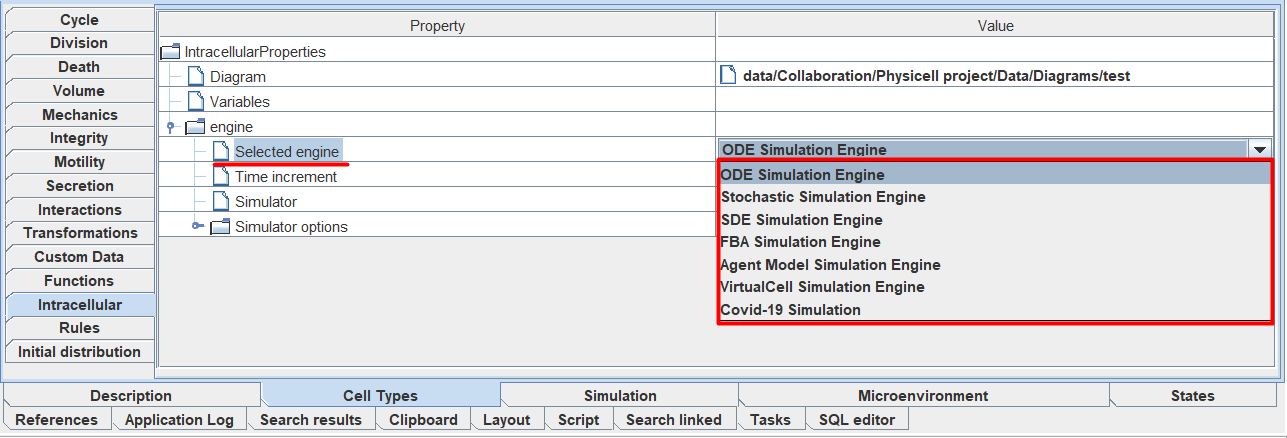 Cycle
Division
Death
Volume
Mechanics
Integrity
Motility
Secretion
Interactions
Transformations
Custom Data
Functions
Intracellular
Rules
Initial distribution
Property Value
IntracellularProperties
Diagram data/Collaboration/Physicell project/Data/Diagrams/test
Variables
engine
Selected engine ODE Simulation Engine
Time increment
Simulator
Simulator options
ODE Simulation Engine
Stochastic Simulation Engine
SDE Simulation Engine
FBA Simulation Engine
Agent Model Simulation Engine
VirtualCell Simulation Engine
Covid-19 Simulation
Description Cell Types Simulation Microenvironment States
References Application Log Search results Clipboard Layout Script Search linked Tasks SQL editor